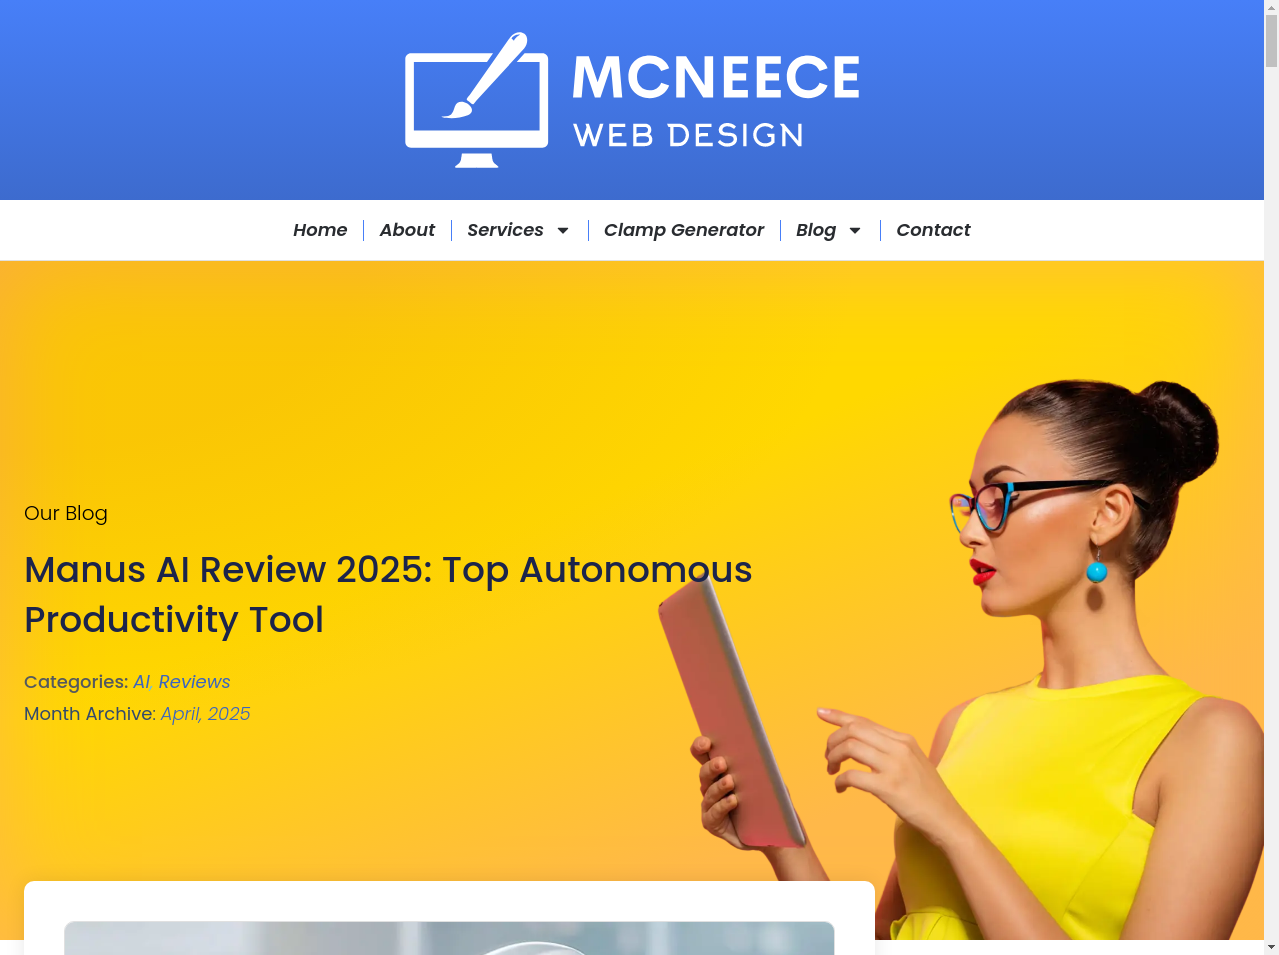 MCNEECE
WEB DESIGN
Home
About
Services
Clamp Generator
Blog
Contact
Our Blog
Manus AI Review 2025: Top Autonomous
Productivity Tool
Categories: AI, Reviews
Month Archive: April, 2025